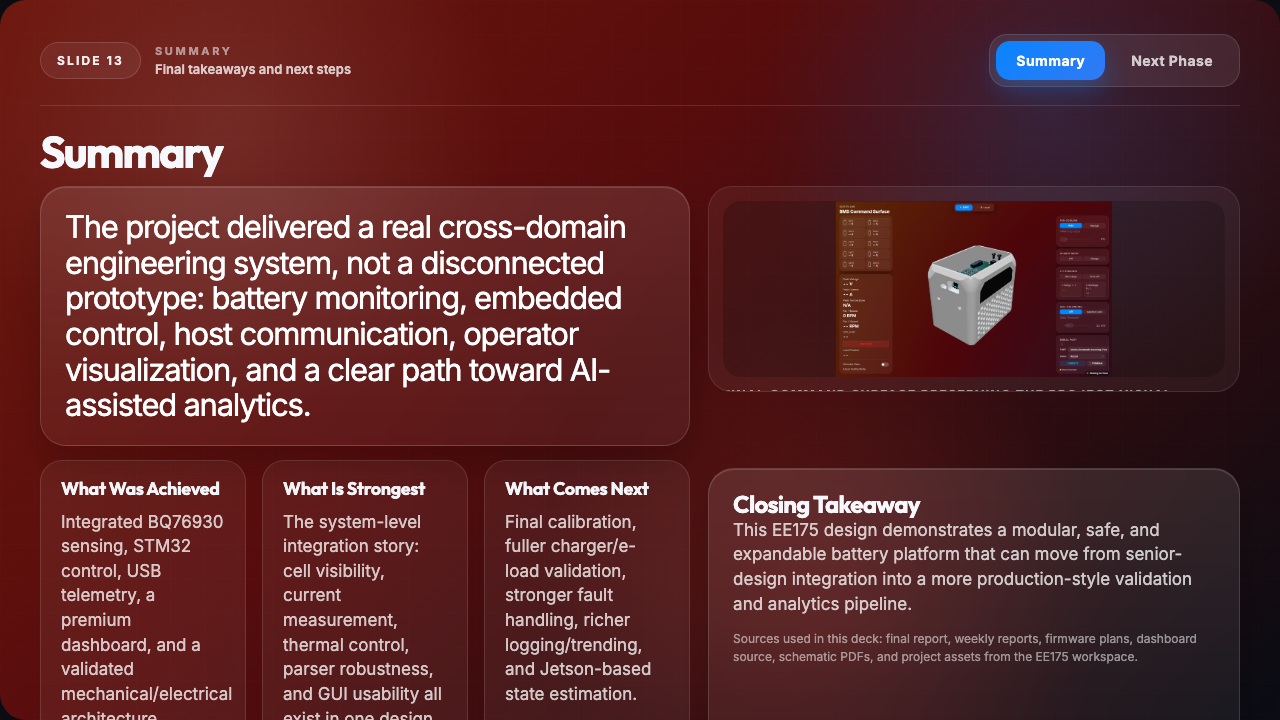 SLIDE 13
SUMMARY
Final takeaways and next steps
Summary
Next Phase
Summary
The project delivered a real cross-domain
engineering system, not a disconnected
prototype: battery monitoring, embedded
control, host communication, operator
visualization, and a clear path toward AI-
assisted analytics.
SMS Command Surface
What Was Achieved
Integrated BQ76930
sensing, STM32
control, USB
telemetry, a
premium
dashboard, and a
validated
mechanical/electrical
architecture,
What Is Strongest
The system-level
integration story:
cell visibility,
current
measurement,
thermal control,
parser robustness,
and GUI usability all
exist in one design.
What Comes Next
Final calibration,
fuller charger/e-
load validation,
stronger fault
handling, richer
logging/trending,
and Jetson-based
state estimation.
Closing Takeaway
This EE175 design demonstrates a modular, safe, and
expandable battery platform that can move from senior-
design integration into a more production-style validation
and analytics pipeline.
Sources used in this deck: final report, weekly reports, firmware plans, dashboard
source, schematic PDFs, and project assets from the EE175 workspace.